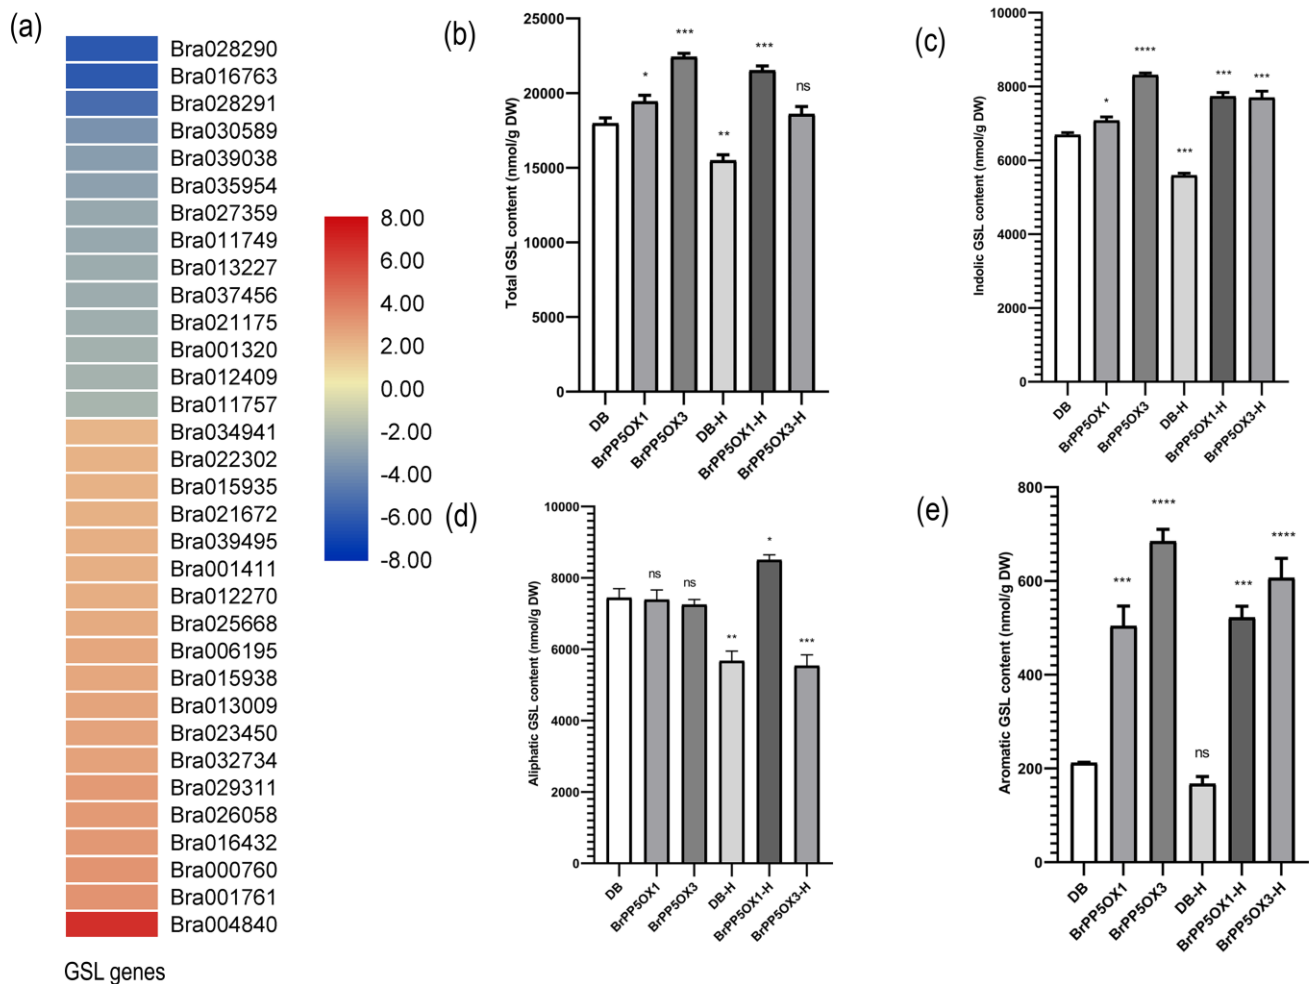 (a)
Bra028290
Bra016763
Bra028291
Bra030589
Bra039038
Bra035954
Bra027359
Bra011749
Bra013227
Bra037456
Bra021175
Bra001320
Bra012409
Bra011757
Bra034941
Bra022302
Bra015935
Bra021672
Bra039495
Bra001411
Bra012270
Bra025668
Bra006195
Bra015938
Bra013009
Bra023450
Bra032734
Bra029311
Bra026058
Bra016432
Bra000760
Bra001761
Bra004840
GSL genes
8.00
6.00
4.00
2.00
0.00
-2.00
-4.00
-6.00
-8.00
(b)
Total GSL content (nmol/g DW)
25000
20000
15000
10000
5000
0
*
***
**
***
ns
DB
BrPP5OX1
BrPP5OX3
DB-H
BrPP5OX1-H
BrPP5OX3-H
(c)
Indolic GSL content (nmol/g DW)
10000
8000
6000
4000
2000
0
*
****
***
***
***
DB
BrPP5OX1
BrPP5OX3
DB-H
BrPP5OX1-H
BrPP5OX3-H
(d)
Aliphatic GSL content (nmol/g DW)
10000
8000
6000
4000
2000
0
ns
ns
**
*
***
DB
BrPP5OX1
BrPP5OX3
DB-H
BrPP5OX1-H
BrPP5OX3-H
(e)
Aromatic GSL content (nmol/g DW)
800
600
400
200
0
***
****
ns
***
****
DB
BrPP5OX1
BrPP5OX3
DB-H
BrPP5OX1-H
BrPP5OX3-H